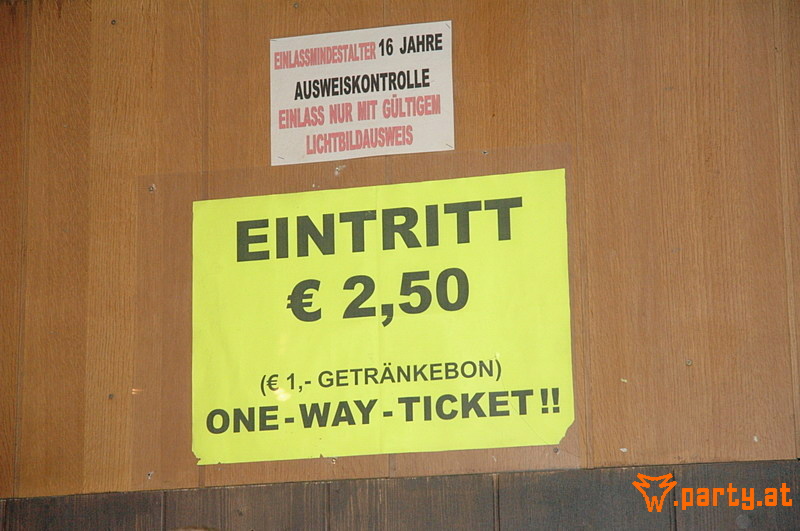 EINLASSMINDESTALTER 16 JAHRE
AUSWEISKONTROLLE
EINLASS NUR MIT GÜLTIGEM
LICHTBILDAUSWEIS
EINTRITT
€ 2,50
(€ 1,- GETRÄNKEBON)
ONE-WAY-TICKET!!
.party.at